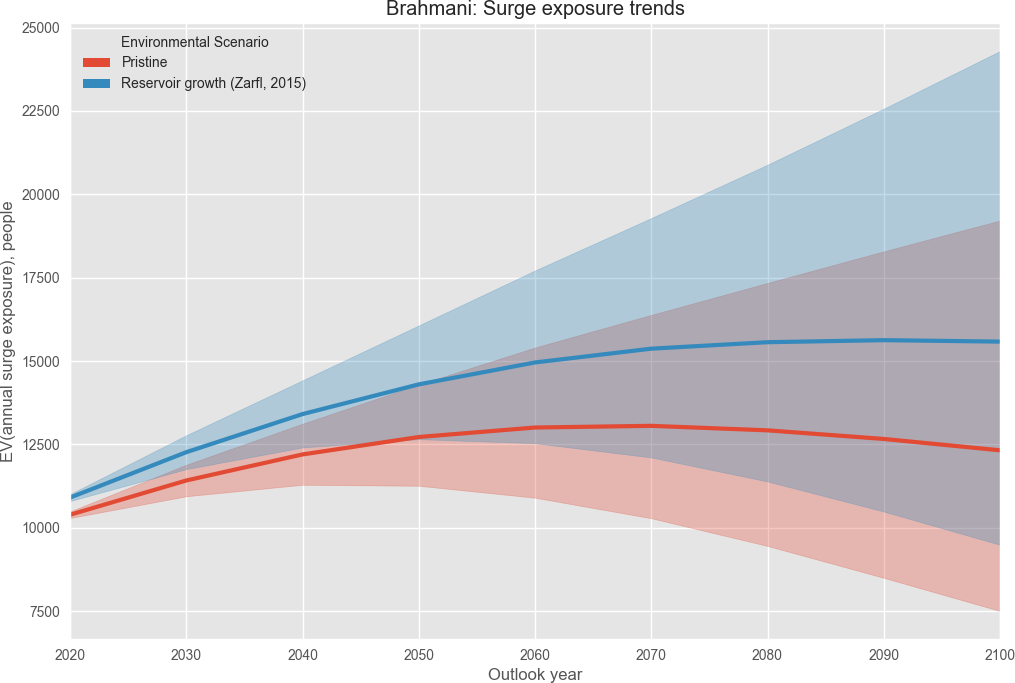 Brahmani: Surge exposure trends
Environmental Scenario
Pristine
Reservoir growth (Zarfl, 2015)
EV(annual surge exposure), people
25000
22500
20000
17500
15000
12500
10000
7500
2020 2030 2040 2050 2060 2070 2080 2090 2100
Outlook year